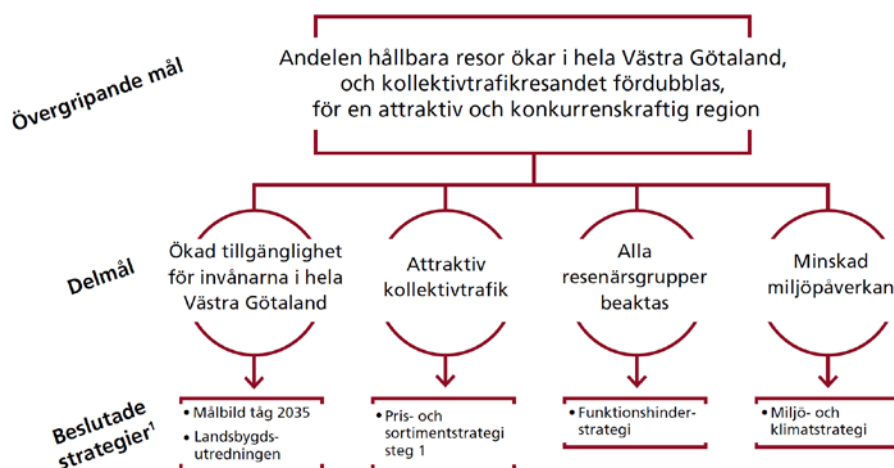 Övergripande mål
Andelen hållbara resor ökar i hela Västra Götaland,
och kollektivtrafikresandet fördubblas,
för en attraktiv och konkurrenskraftig region
Delmål
Ökad tillgänglighet
för invånarna i hela
Västra Götaland
Attraktiv
kollektivtrafik
Alla
resenärsgrupper
beaktas
Minskad
miljöpåverkan
Beslutade
strategier¹
• Målbild tåg 2035
• Landsbygds-
utredningen
• Pris- och
sortimentstrategi
steg 1
• Funktionshinder-
strategi
• Miljö- och
klimatstrategi